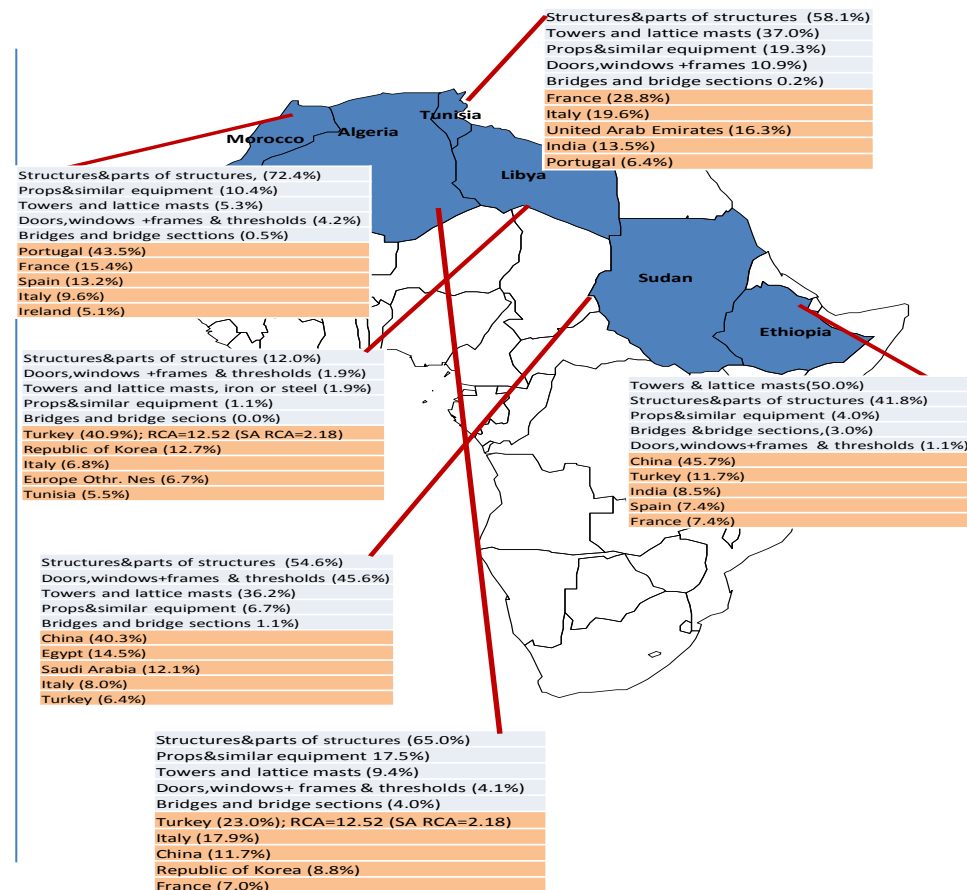 Structures&parts of structures (58.1%)
Towers and lattice masts (37.0%)
Props&similar equipment (19.3%)
Doors,windows +frames 10.9%)
Bridges and bridge sections 0.2%)
France (28.8%)
Italy (19.6%)
United Arab Emirates (16.3%)
India (13.5%)
Portugal (6.4%)
Tunisia
Algeria
Morocco
Libya
Sudan
Ethiopia
Structures&parts of structures, (72.4%)
Props&similar equipment (10.4%)
Towers and lattice masts (5.3%)
Doors,windows +frames & thresholds (4.2%)
Bridges and bridge secttions (0.5%)
Portugal (43.5%)
France (15.4%)
Spain (13.2%)
Italy (9.6%)
Ireland (5.1%)
Structures&parts of structures (12.0%)
Doors,windows +frames & thresholds (1.9%)
Towers and lattice masts, iron or steel (1.9%)
Props&similar equipment (1.1%)
Bridges and bridge secions (0.0%)
Turkey (40.9%); RCA=12.52 (SA RCA=2.18)
Republic of Korea (12.7%)
Italy (6.8%)
Europe Othr. Nes (6.7%)
Tunisia (5.5%)
Towers & lattice masts(50.0%)
Structures&parts of structures (41.8%)
Props&similar equipment (4.0%)
Bridges &bridge sections,(3.0%)
Doors,windows+frames & thresholds (1.1%)
China (45.7%)
Turkey (11.7%)
India (8.5%)
Spain (7.4%)
France (7.4%)
Structures&parts of structures (54.6%)
Doors,windows+frames & thresholds (45.6%)
Towers and lattice masts (36.2%)
Props&similar equipment (6.7%)
Bridges and bridge sections 1.1%)
China (40.3%)
Egypt (14.5%)
Saudi Arabia (12.1%)
Italy (8.0%)
Turkey (6.4%)
Structures&parts of structures (65.0%)
Props&similar equipment 17.5%)
Towers and lattice masts (9.4%)
Doors,windows+ frames & thresholds (4.1%)
Bridges and bridge sections (4.0%)
Turkey (23.0%); RCA=12.52 (SA RCA=2.18)
Italy (17.9%)
China (11.7%)
Republic of Korea (8.8%)
France (7.0%)